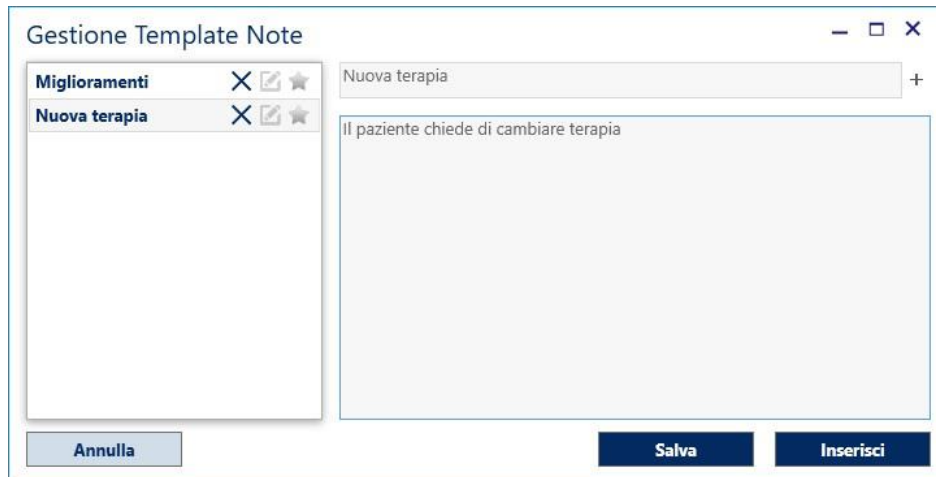 Gestione Template Note
Miglioramenti
Nuova terapia
Nuova terapia
Il paziente chiede di cambiare terapia
Annulla
Salva
Inserisci